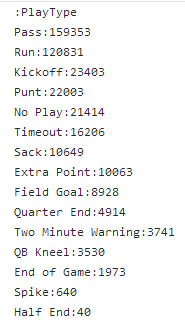 :PlayType
Pass:159353
Run:120831
Kickoff:23403
Punt:22003
No Play:21414
Timeout:16206
Sack:10649
Extra Point:10063
Field Goal:8928
Quarter End:4914
Two Minute Warning:3741
QB Kneel:3530
End of Game:1973
Spike:640
Half End:40